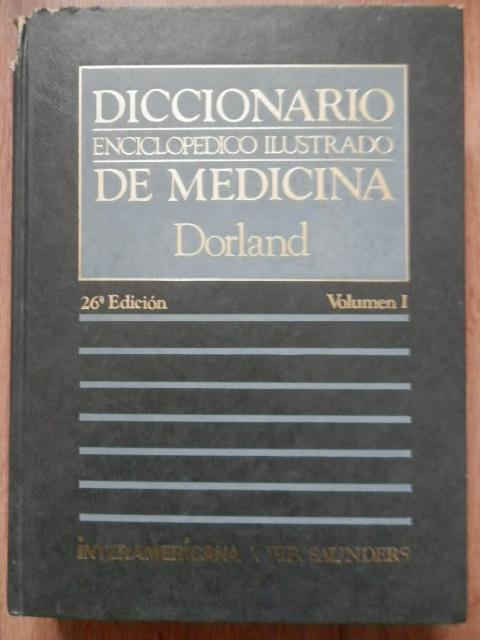 DICCIONARIO
ENCICLOPEDICO ILUSTRADO
DE MEDICINA
Dorland
26ª Edición Volumen I
INTERAMERICANA W.B. SAUNDERS